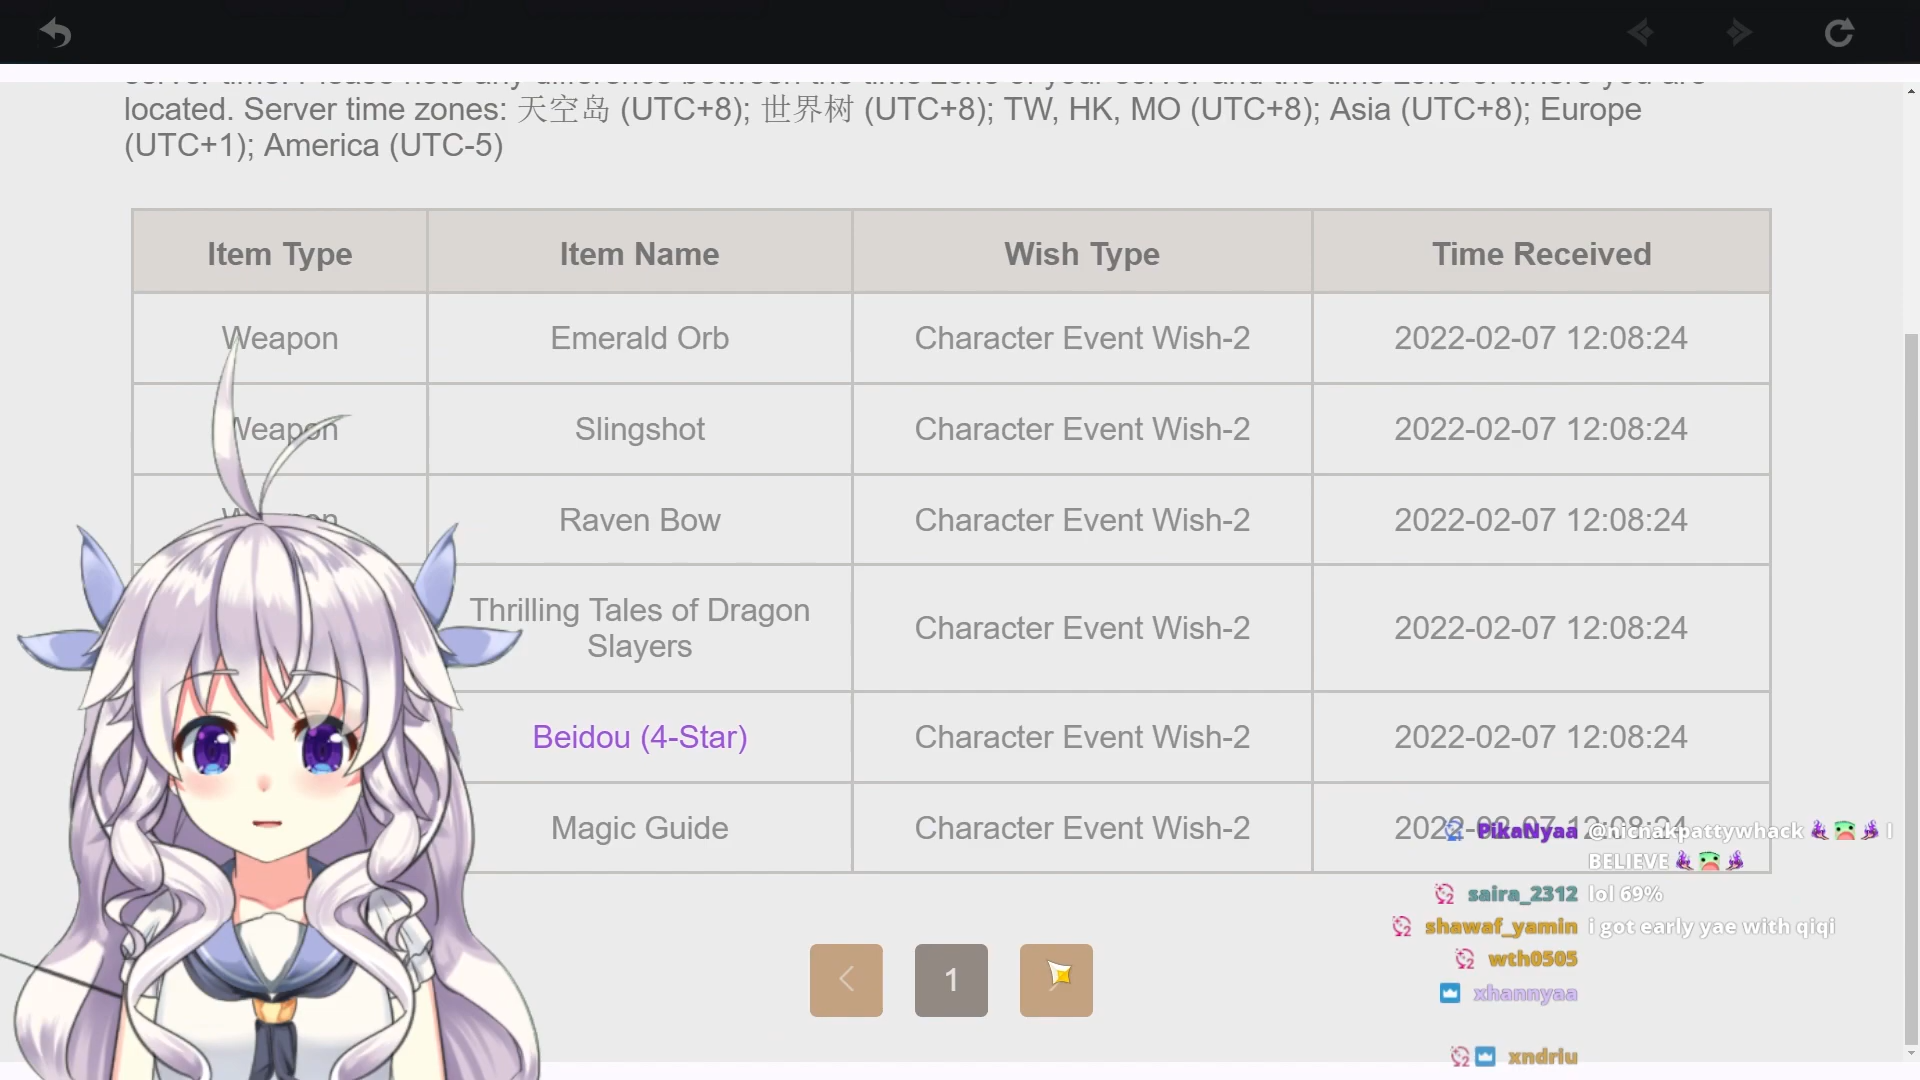 located. Server time zones: 天空岛 (UTC+8); 世界树 (UTC+8); TW, HK, MO (UTC+8); Asia (UTC+8); Europe
(UTC+1); America (UTC-5)
Item Type Item Name Wish Type Time Received
Weapon Emerald Orb Character Event Wish-2 2022-02-07 12:08:24
Weapon Slingshot Character Event Wish-2 2022-02-07 12:08:24
Raven Bow Character Event Wish-2 2022-02-07 12:08:24
Thrilling Tales of Dragon
Slayers Character Event Wish-2 2022-02-07 12:08:24
Beidou (4-Star) Character Event Wish-2 2022-02-07 12:08:24
Magic Guide Character Event Wish-2
PikaNyaa @nicnakpattywhack I
BELIEVE
saira_2312 lol 69%
shawaf_yamin i got early yae with qiqi
wth0505
xhannyaa
1
xndriu